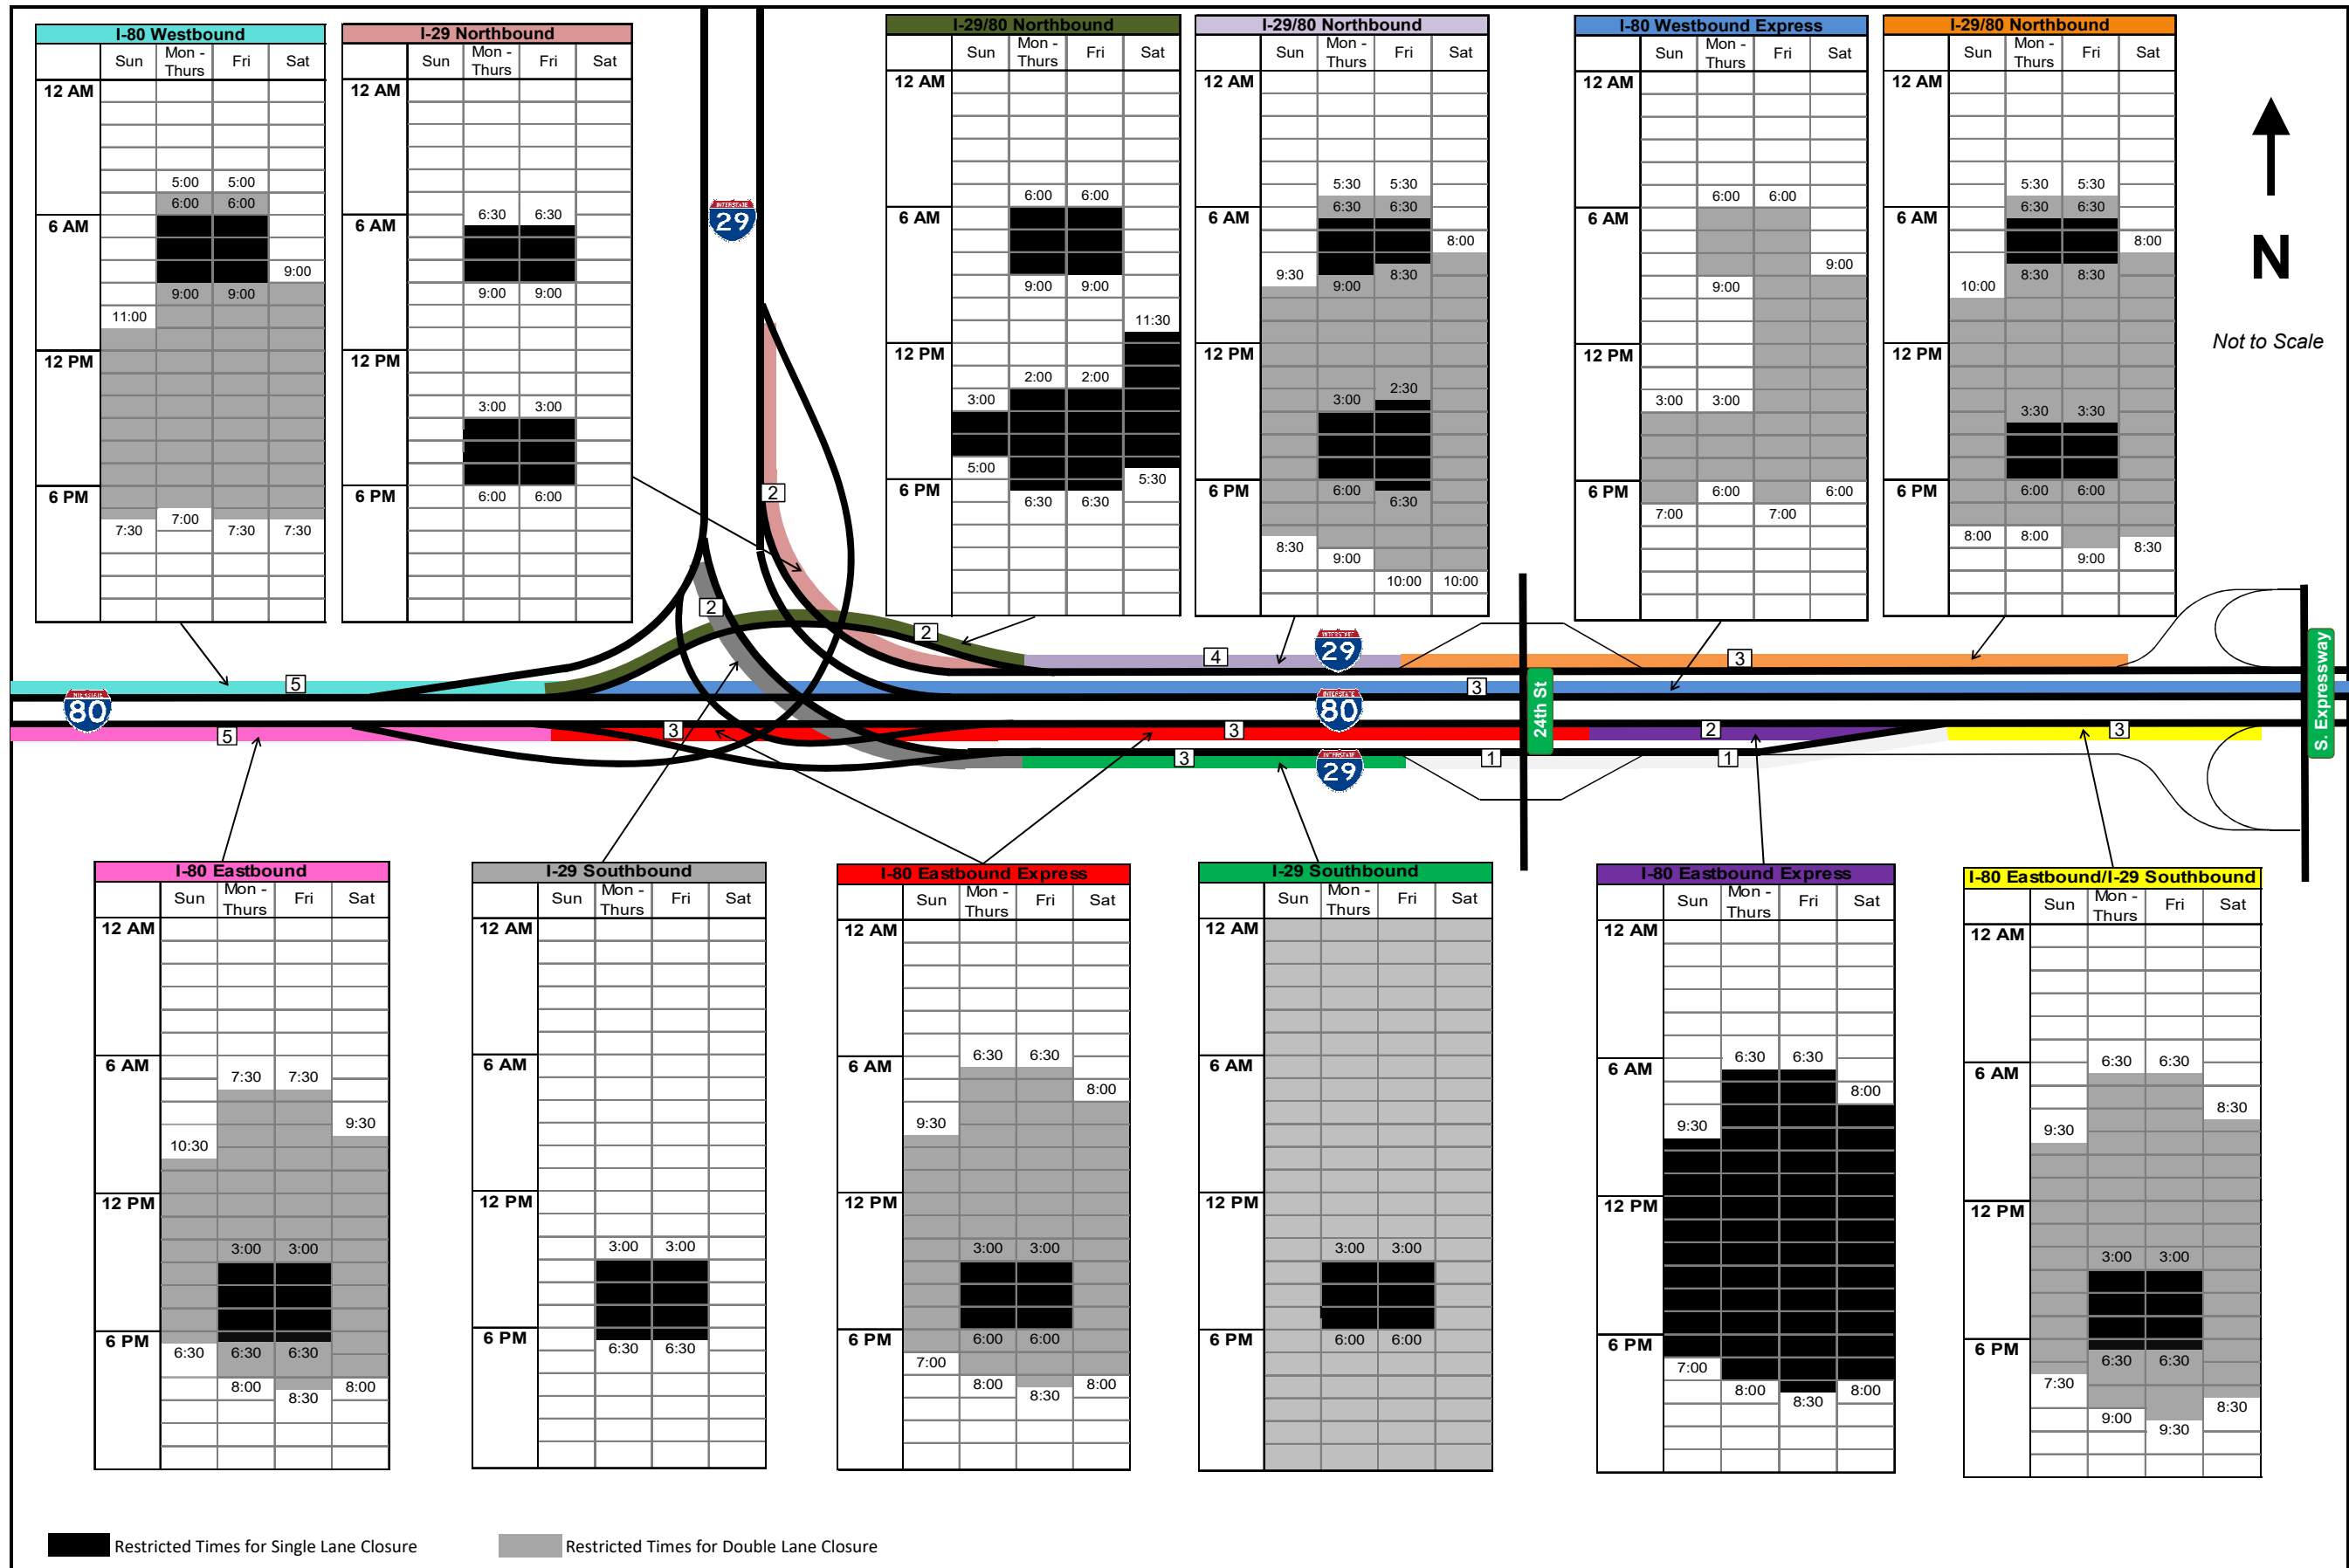 I-80 Westbound
Sun Mon - Thurs Fri Sat
12 AM
5:00 5:00
6:00 6:00
6 AM
9:00
9:00 9:00
11:00
12 PM
6 PM
7:00
7:30 7:30 7:30
I-29 Northbound
Sun Mon - Thurs Fri Sat
12 AM
6:30 6:30
6 AM
9:00 9:00
12 PM
3:00 3:00
6 PM
6:00 6:00
I-29/80 Northbound
Sun Mon - Thurs Fri Sat
12 AM
6:00 6:00
6 AM
9:00 9:00
11:30
12 PM
2:00 2:00
3:00
5:00
5:30
6 PM
6:30 6:30
I-29/80 Northbound
Sun Mon - Thurs Fri Sat
12 AM
5:30 5:30
6:30 6:30
6 AM
8:00
9:30 8:30
9:00
12 PM
2:30
3:00
6 PM
6:00
6:30
8:30
9:00
10:00 10:00
I-80 Westbound Express
Sun Mon - Thurs Fri Sat
12 AM
6:00 6:00
6 AM
9:00
9:00
12 PM
3:00 3:00
6 PM
6:00 6:00
7:00 7:00
I-29/80 Northbound
Sun Mon - Thurs Fri Sat
12 AM
5:30 5:30
6:30 6:30
6 AM
8:00
8:30 8:30
10:00
12 PM
3:30 3:30
6 PM
6:00 6:00
8:00 8:00
8:30
9:00
N
Not to Scale
INTERSTATE
29
2
2
2
4
INTERSTATE
29
3
5
3
INTERSTATE
80
INTERSTATE
80
24th St
S. Expressway
5
3
3
2
3
3
INTERSTATE
29
1
1
I-80 Eastbound
Sun Mon - Thurs Fri Sat
12 AM
6 AM
7:30 7:30
9:30
10:30
12 PM
3:00 3:00
6 PM
6:30 6:30 6:30
8:00 8:00
8:30
I-29 Southbound
Sun Mon - Thurs Fri Sat
12 AM
6 AM
12 PM
3:00 3:00
6 PM
6:30 6:30
I-80 Eastbound Express
Sun Mon - Thurs Fri Sat
12 AM
6:30 6:30
6 AM
8:00
9:30
12 PM
3:00 3:00
6 PM
6:00 6:00
7:00
8:00 8:00
8:30
I-29 Southbound
Sun Mon - Thurs Fri Sat
12 AM
6 AM
12 PM
3:00 3:00
6 PM
6:00 6:00
I-80 Eastbound Express
Sun Mon - Thurs Fri Sat
12 AM
6:30 6:30
6 AM
8:00
9:30
12 PM
6 PM
7:00
8:00 8:00
8:30
I-80 Eastbound/I-29 Southbound
Sun Mon - Thurs Fri Sat
12 AM
6:30 6:30
6 AM
8:30
9:30
12 PM
3:00 3:00
6 PM
6:30 6:30
7:30
8:30
9:00
9:30
Restricted Times for Single Lane Closure
Restricted Times for Double Lane Closure